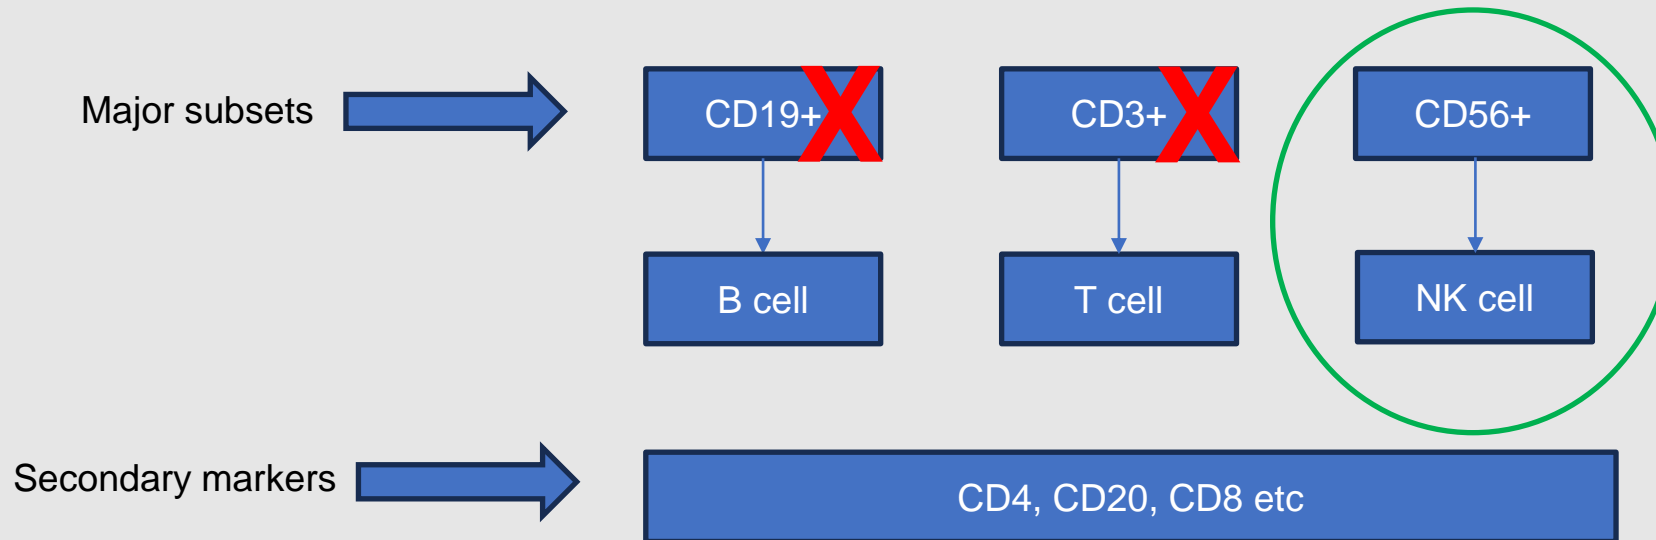 Major subsets
CD19+
CD3+
CD56+
B cell
T cell
NK cell
Secondary markers
CD4, CD20, CD8 etc